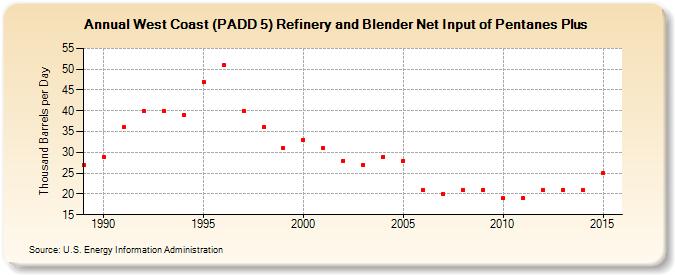 Annual West Coast (PADD 5) Refinery and Blender Net Input of Pentanes Plus
Thousand Barrels per Day
55
50
45
40
35
30
25
20
15
1990 1995 2000 2005 2010 2015
Source: U.S. Energy Information Administration